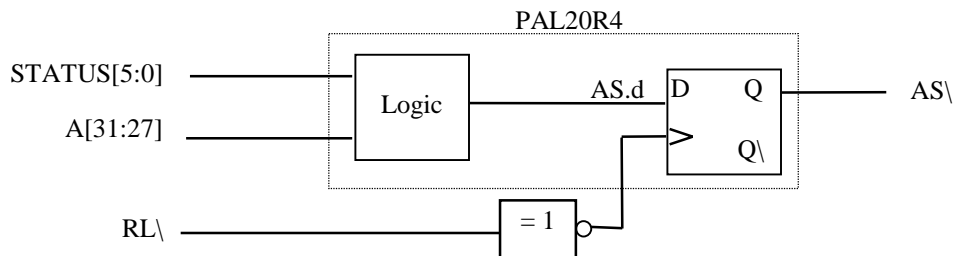 PAL20R4
STATUS[5:0]
Logic
AS.d
D
Q
AS\
A[31:27]
Q\
RL\
= 1